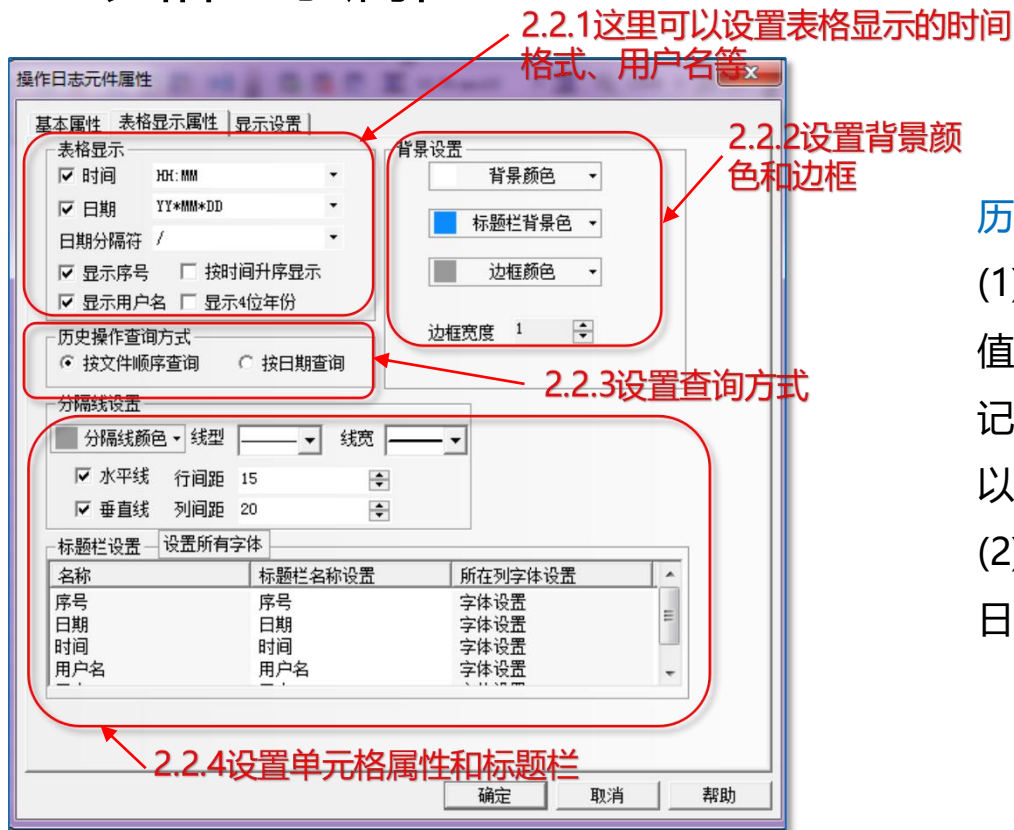 2.2.1这里可以设置表格显示的时间
格式、用户名等
操作日志元件属性
基本属性 表格显示属性 显示设置
2.2.2设置背景颜
色和边框
表格显示
背景设置
时间 HH:MM
背景颜色
日期 YY*MM*DD
标题栏背景色
日期分隔符 /
显示序号 按时间升序显示
边框颜色
显示用户名 显示4位年份
边框宽度 1
历史操作查询方式
按文件顺序查询 按日期查询
2.2.3设置查询方式
分隔线设置
分隔线颜色 线型 线宽
水平线 行间距 15
垂直线 列间距 20
标题栏设置 设置所有字体
名称 标题栏名称设置 所在列字体设置
序号 序号 字体设置
日期 日期 字体设置
时间 时间 字体设置
用户名 用户名 字体设置
2.2.4设置单元格属性和标题栏
确定 取消 帮助
历
(1)
值
记
以
(2)
日